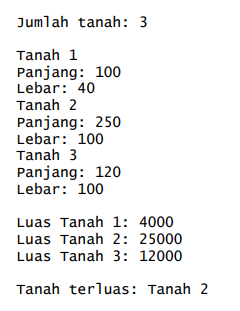 Jumlah tanah: 3
Tanah 1
Panjang: 100
Lebar: 40
Tanah 2
Panjang: 250
Lebar: 100
Tanah 3
Panjang: 120
Lebar: 100
Luas Tanah 1: 4000
Luas Tanah 2: 25000
Luas Tanah 3: 12000
Tanah terluas: Tanah 2